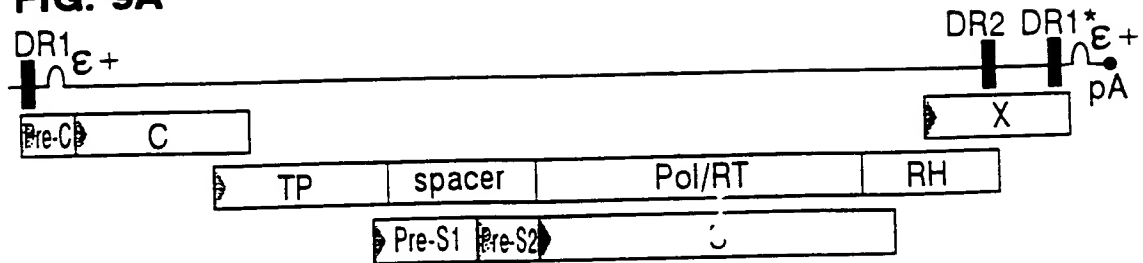 FIG. 9A
DR1 ε+ DR2 DR1* ε+
pA
Pre-C C X
TP spacer Pol/RT RH
Pre-S1 Pre-S2